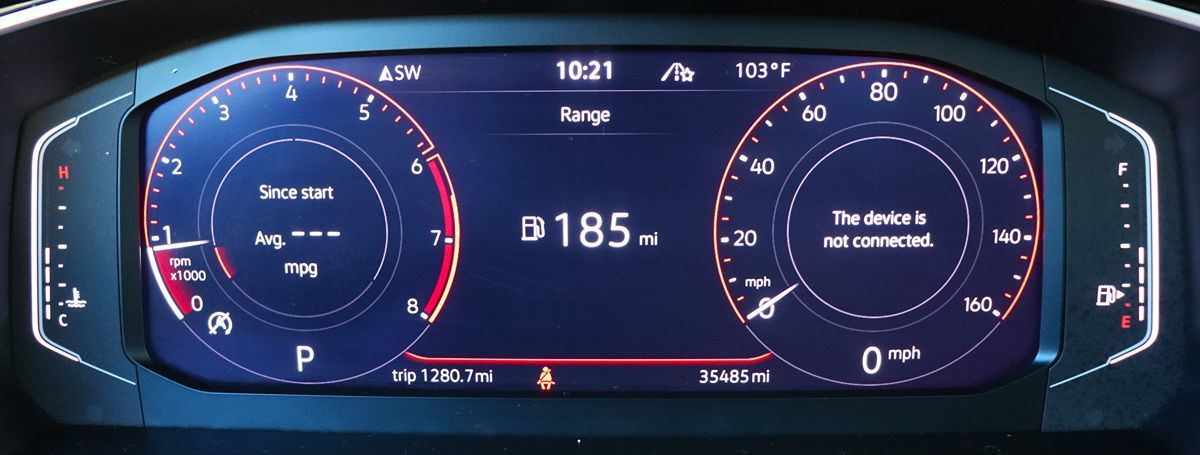 SW
10:21
103°F
Range
H
C
0
1
2
3
4
5
6
7
8
rpm
x1000
Since start
Avg. ---
mpg
P
185 mi
trip 1280.7mi
35485 mi
0
20
40
60
80
100
120
140
160
mph
The device is
not connected.
0 mph
F
E